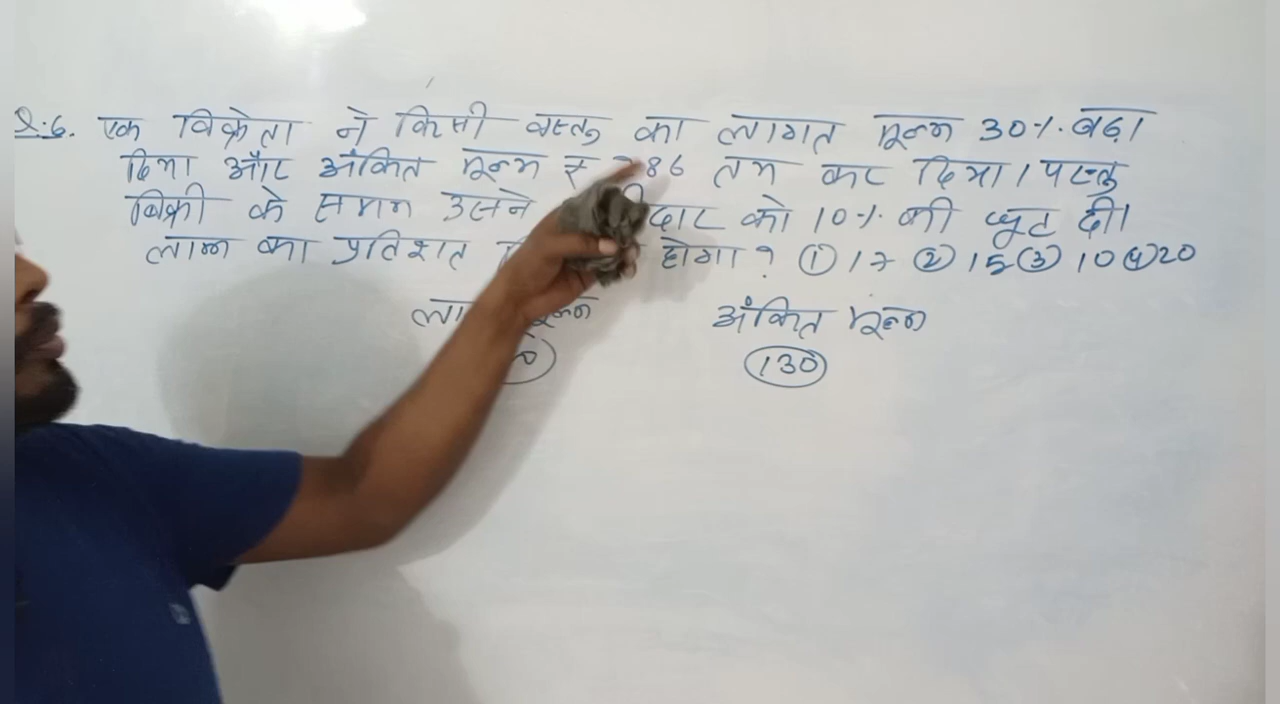 Q.6. एक विक्रेता ने किसी वस्तु का लागत मूल्य 30%. बढ़ा
दिया और अंकित मूल्य ₹ 86 तय कर दिया। परन्तु
बिक्री के समय उसने को 10%. की छूट दी।
लाभ का प्रतिशत होगा? ① 17 ② 15 ③ 10 ④ 20
मूल्य अंकित मूल्य
130